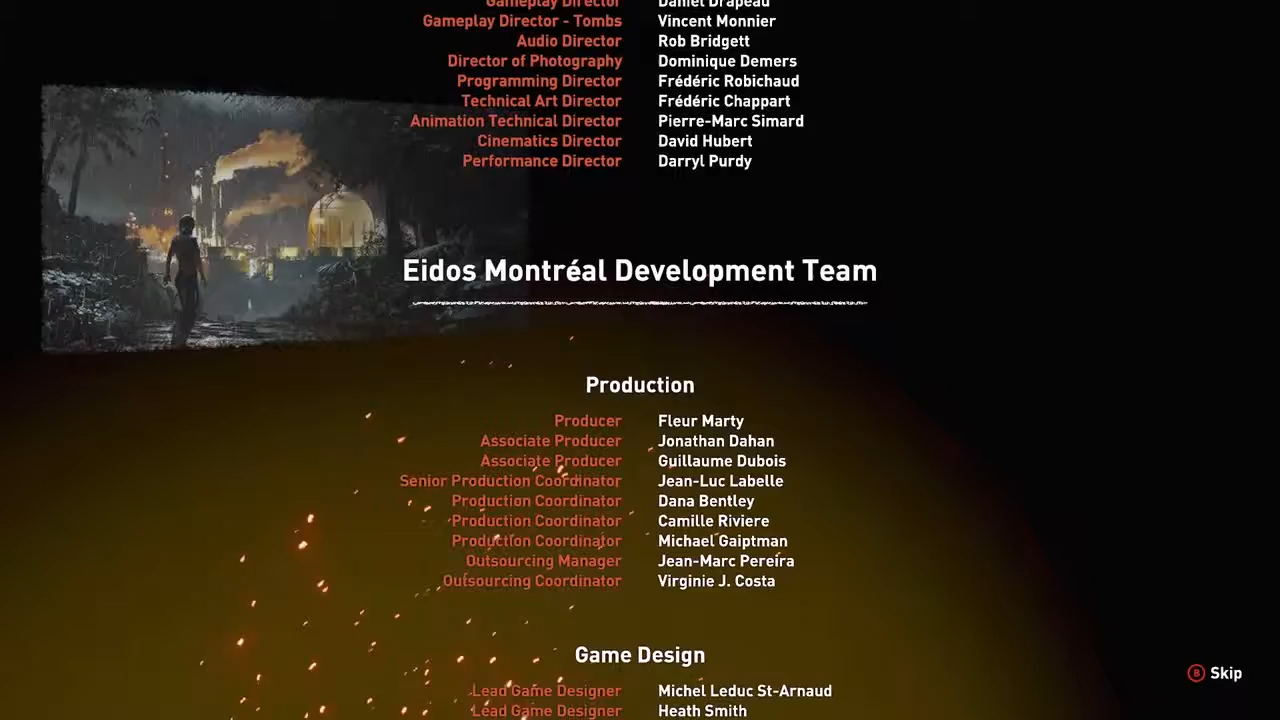 Gameplay Director Daniel Drapeau
Gameplay Director - Tombs Vincent Monnier
Audio Director Rob Bridgett
Director of Photography Dominique Demers
Programming Director Frédéric Robichaud
Technical Art Director Frédéric Chappart
Animation Technical Director Pierre-Marc Simard
Cinematics Director David Hubert
Performance Director Darryl Purdy
Eidos Montréal Development Team
Production
Producer Fleur Marty
Associate Producer Jonathan Dahan
Associate Producer Guillaume Dubois
Senior Production Coordinator Jean-Luc Labelle
Production Coordinator Dana Bentley
Production Coordinator Camille Riviere
Production Coordinator Michael Gaiptman
Outsourcing Manager Jean-Marc Pereira
Outsourcing Coordinator Virginie J. Costa
Game Design
B Skip
Lead Game Designer Michel Leduc St-Arnaud
Lead Game Designer Heath Smith